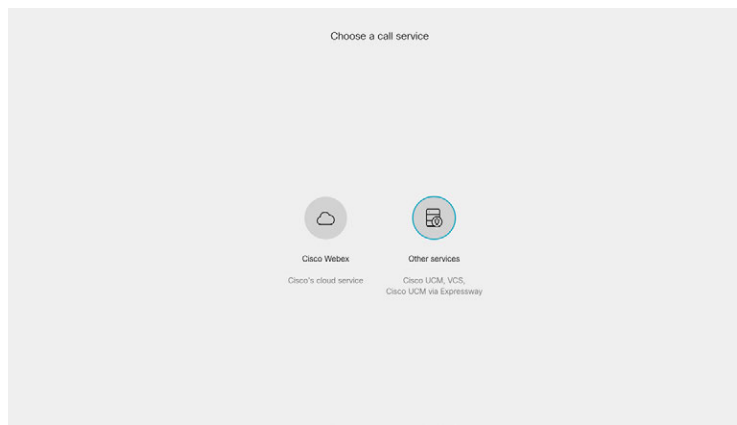 Choose a call service
Cisco Webex
Cisco's cloud service
Other services
Cisco UCM, VCS,
Cisco UCM via Expressway